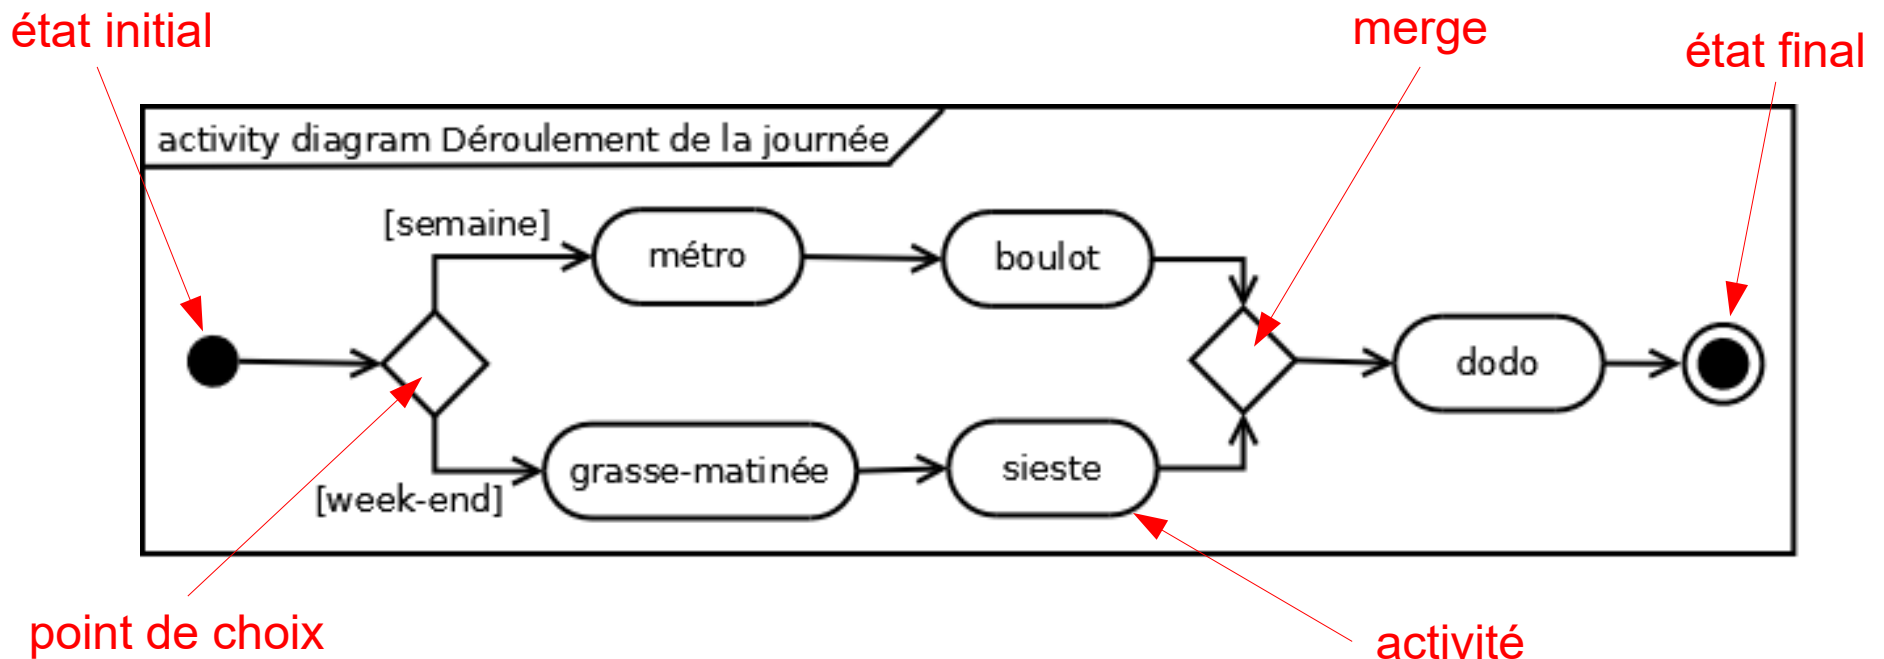 état initial
merge
état final
activity diagram Déroulement de la journée
[semaine]
métro
boulot
dodo
grasse-matinée
sieste
[week-end]
point de choix
activité